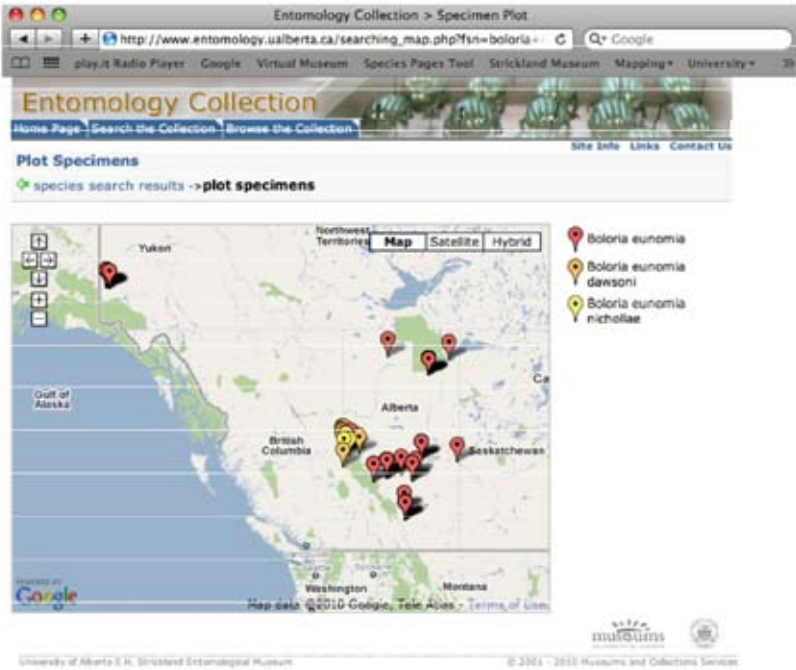 Entomology Collection > Specimen Plot
http://www.entomology.ualberta.ca/searching_map.php?fsn=boloria+
Google
play.it Radio Player Google Virtual Museum Species Pages Tool Strickland Museum Mapping University
Entomology Collection
Home Page Search the Collection Browse the Collection
Site Info Links Contact Us
Plot Specimens
species search results ->plot specimens
Yukon
Northwest
Territories
Map Satellite Hybrid
Boloria eunomia
Boloria eunomia
dawsoni
Boloria eunomia
nichollae
Gulf of
Alaska
Ca
Alberta
British
Columbia
Saskatchewan
Washington
Montana
POWERED BY
Google
Map data ©2010 Google, Tele Atlas - Terms of Use
museums
University of Alberta E.H. Strickland Entomological Museum
© 2001 - 2010 Museums and Collections Services